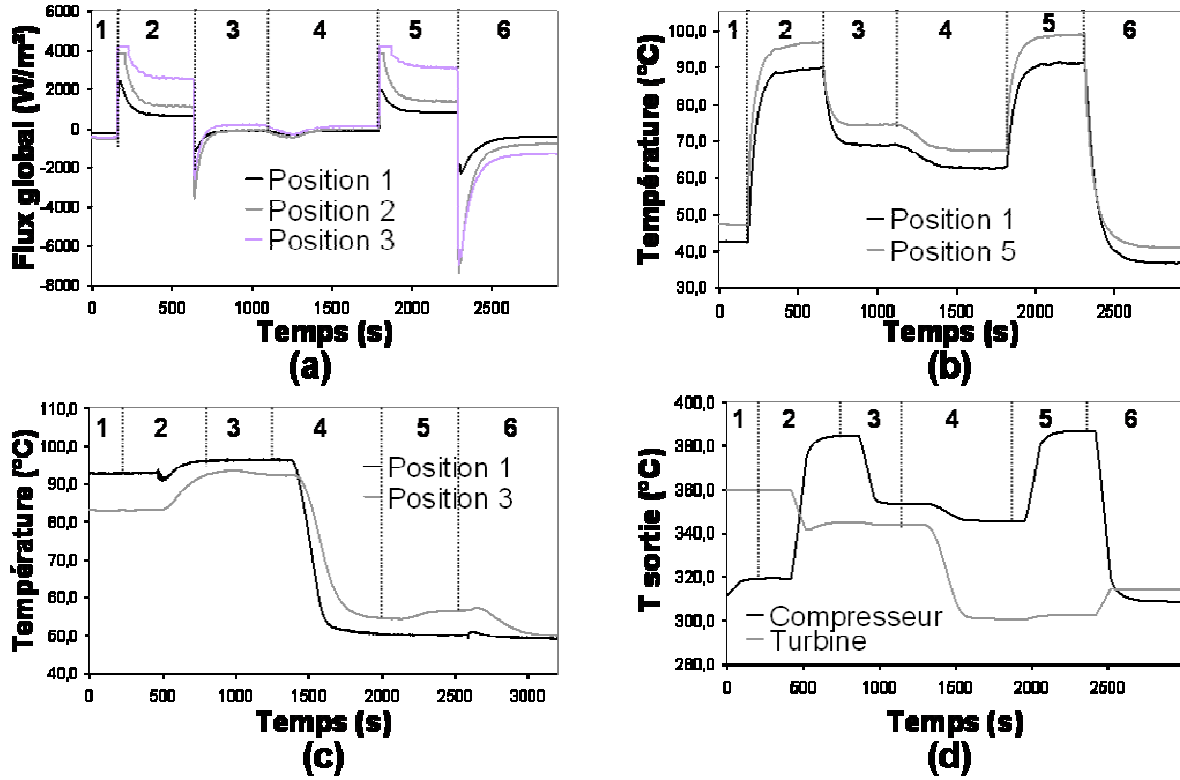 6000
4000
2000
0
-2000
-4000
-6000
-8000
Flux global (W/m²)
1 2 3 4 5 6
Position 1
Position 2
Position 3
0 500 1000 1500 2000 2500
Temps (s)
(a)
100,0
90,0
80,0
70,0
60,0
50,0
40,0
30,0
Température (°C)
1 2 3 4 5 6
Position 1
Position 5
0 500 1000 1500 2000 2500
Temps (s)
(b)
110,0
100,0
90,0
80,0
70,0
60,0
50,0
40,0
Température (°C)
1 2 3 4 5 6
Position 1
Position 3
0 500 1000 1500 2000 2500 3000
Temps (s)
(c)
400,0
380,0
360,0
340,0
320,0
300,0
280,0
T sortie (°C)
1 2 3 4 5 6
Compresseur
Turbine
0 500 1000 1500 2000 2500
Temps (s)
(d)